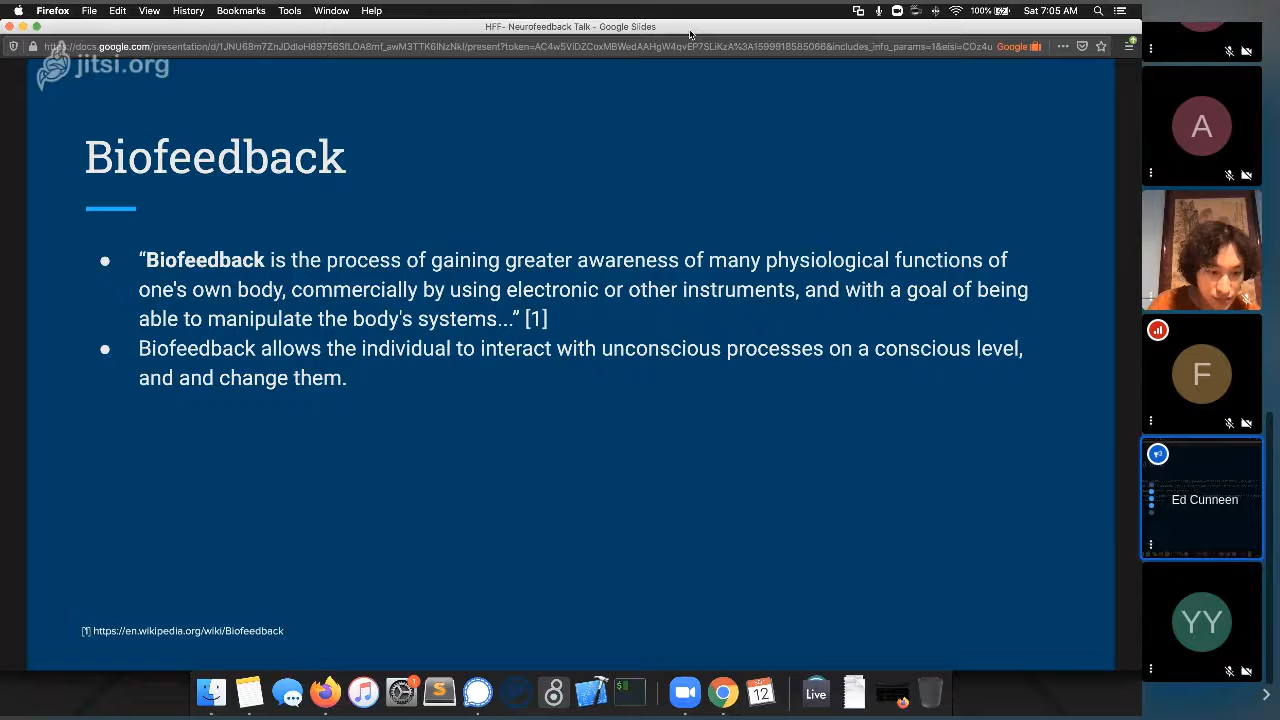 Firefox File Edit View History Bookmarks Tools Window Help
100% Sat 7:05 AM
HFF- Neurofeedback Talk - Google Slides
Google
jitsi.org
Biofeedback
“Biofeedback is the process of gaining greater awareness of many physiological functions of
one's own body, commercially by using electronic or other instruments, and with a goal of being
able to manipulate the body's systems...” [1]
Biofeedback allows the individual to interact with unconscious processes on a conscious level,
and and change them.
[1] https://en.wikipedia.org/wiki/Biofeedback
A
F
Ed Cunneen
YY
1
8
SEP
12
Live